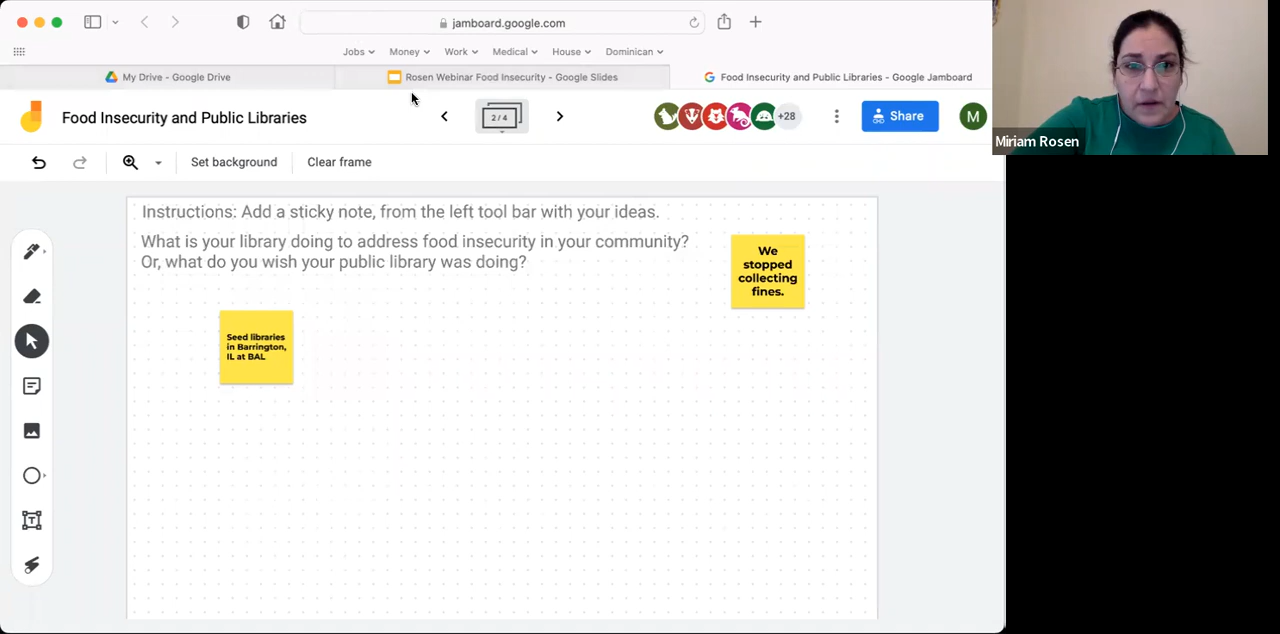 jamboard.google.com
Jobs
Money
Work
Medical
House
Dominican
My Drive - Google Drive
Rosen Webinar Food Insecurity - Google Slides
Food Insecurity and Public Libraries - Google Jamboard
Food Insecurity and Public Libraries
2 / 4
+28
Share
M
Miriam Rosen
Set background
Clear frame
Instructions: Add a sticky note, from the left tool bar with your ideas.
What is your library doing to address food insecurity in your community?
Or, what do you wish your public library was doing?
We
stopped
collecting
fines.
Seed libraries
in Barrington,
IL at BAL
T